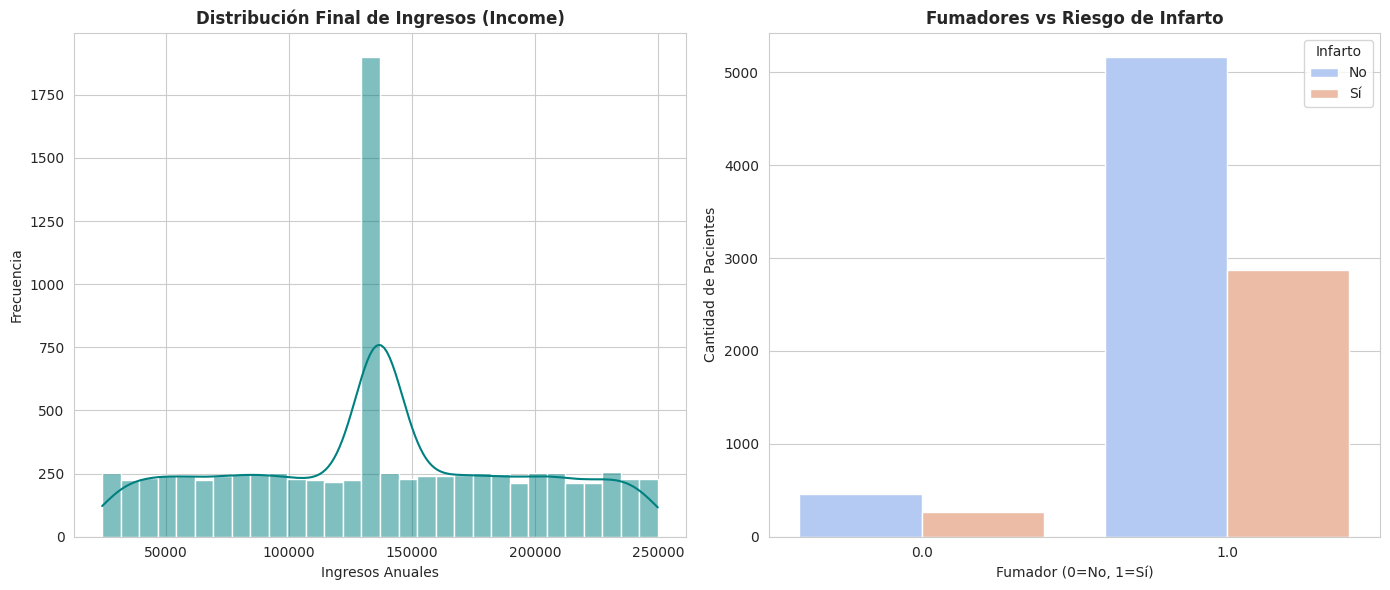 Distribución Final de Ingresos (Income)
Frecuencia
1750
1500
1250
1000
750
500
250
0
50000 100000 150000 200000 250000
Ingresos Anuales
Fumadores vs Riesgo de Infarto
Infarto
No
Sí
Cantidad de Pacientes
5000
4000
3000
2000
1000
0
0.0 1.0
Fumador (0=No, 1=Sí)